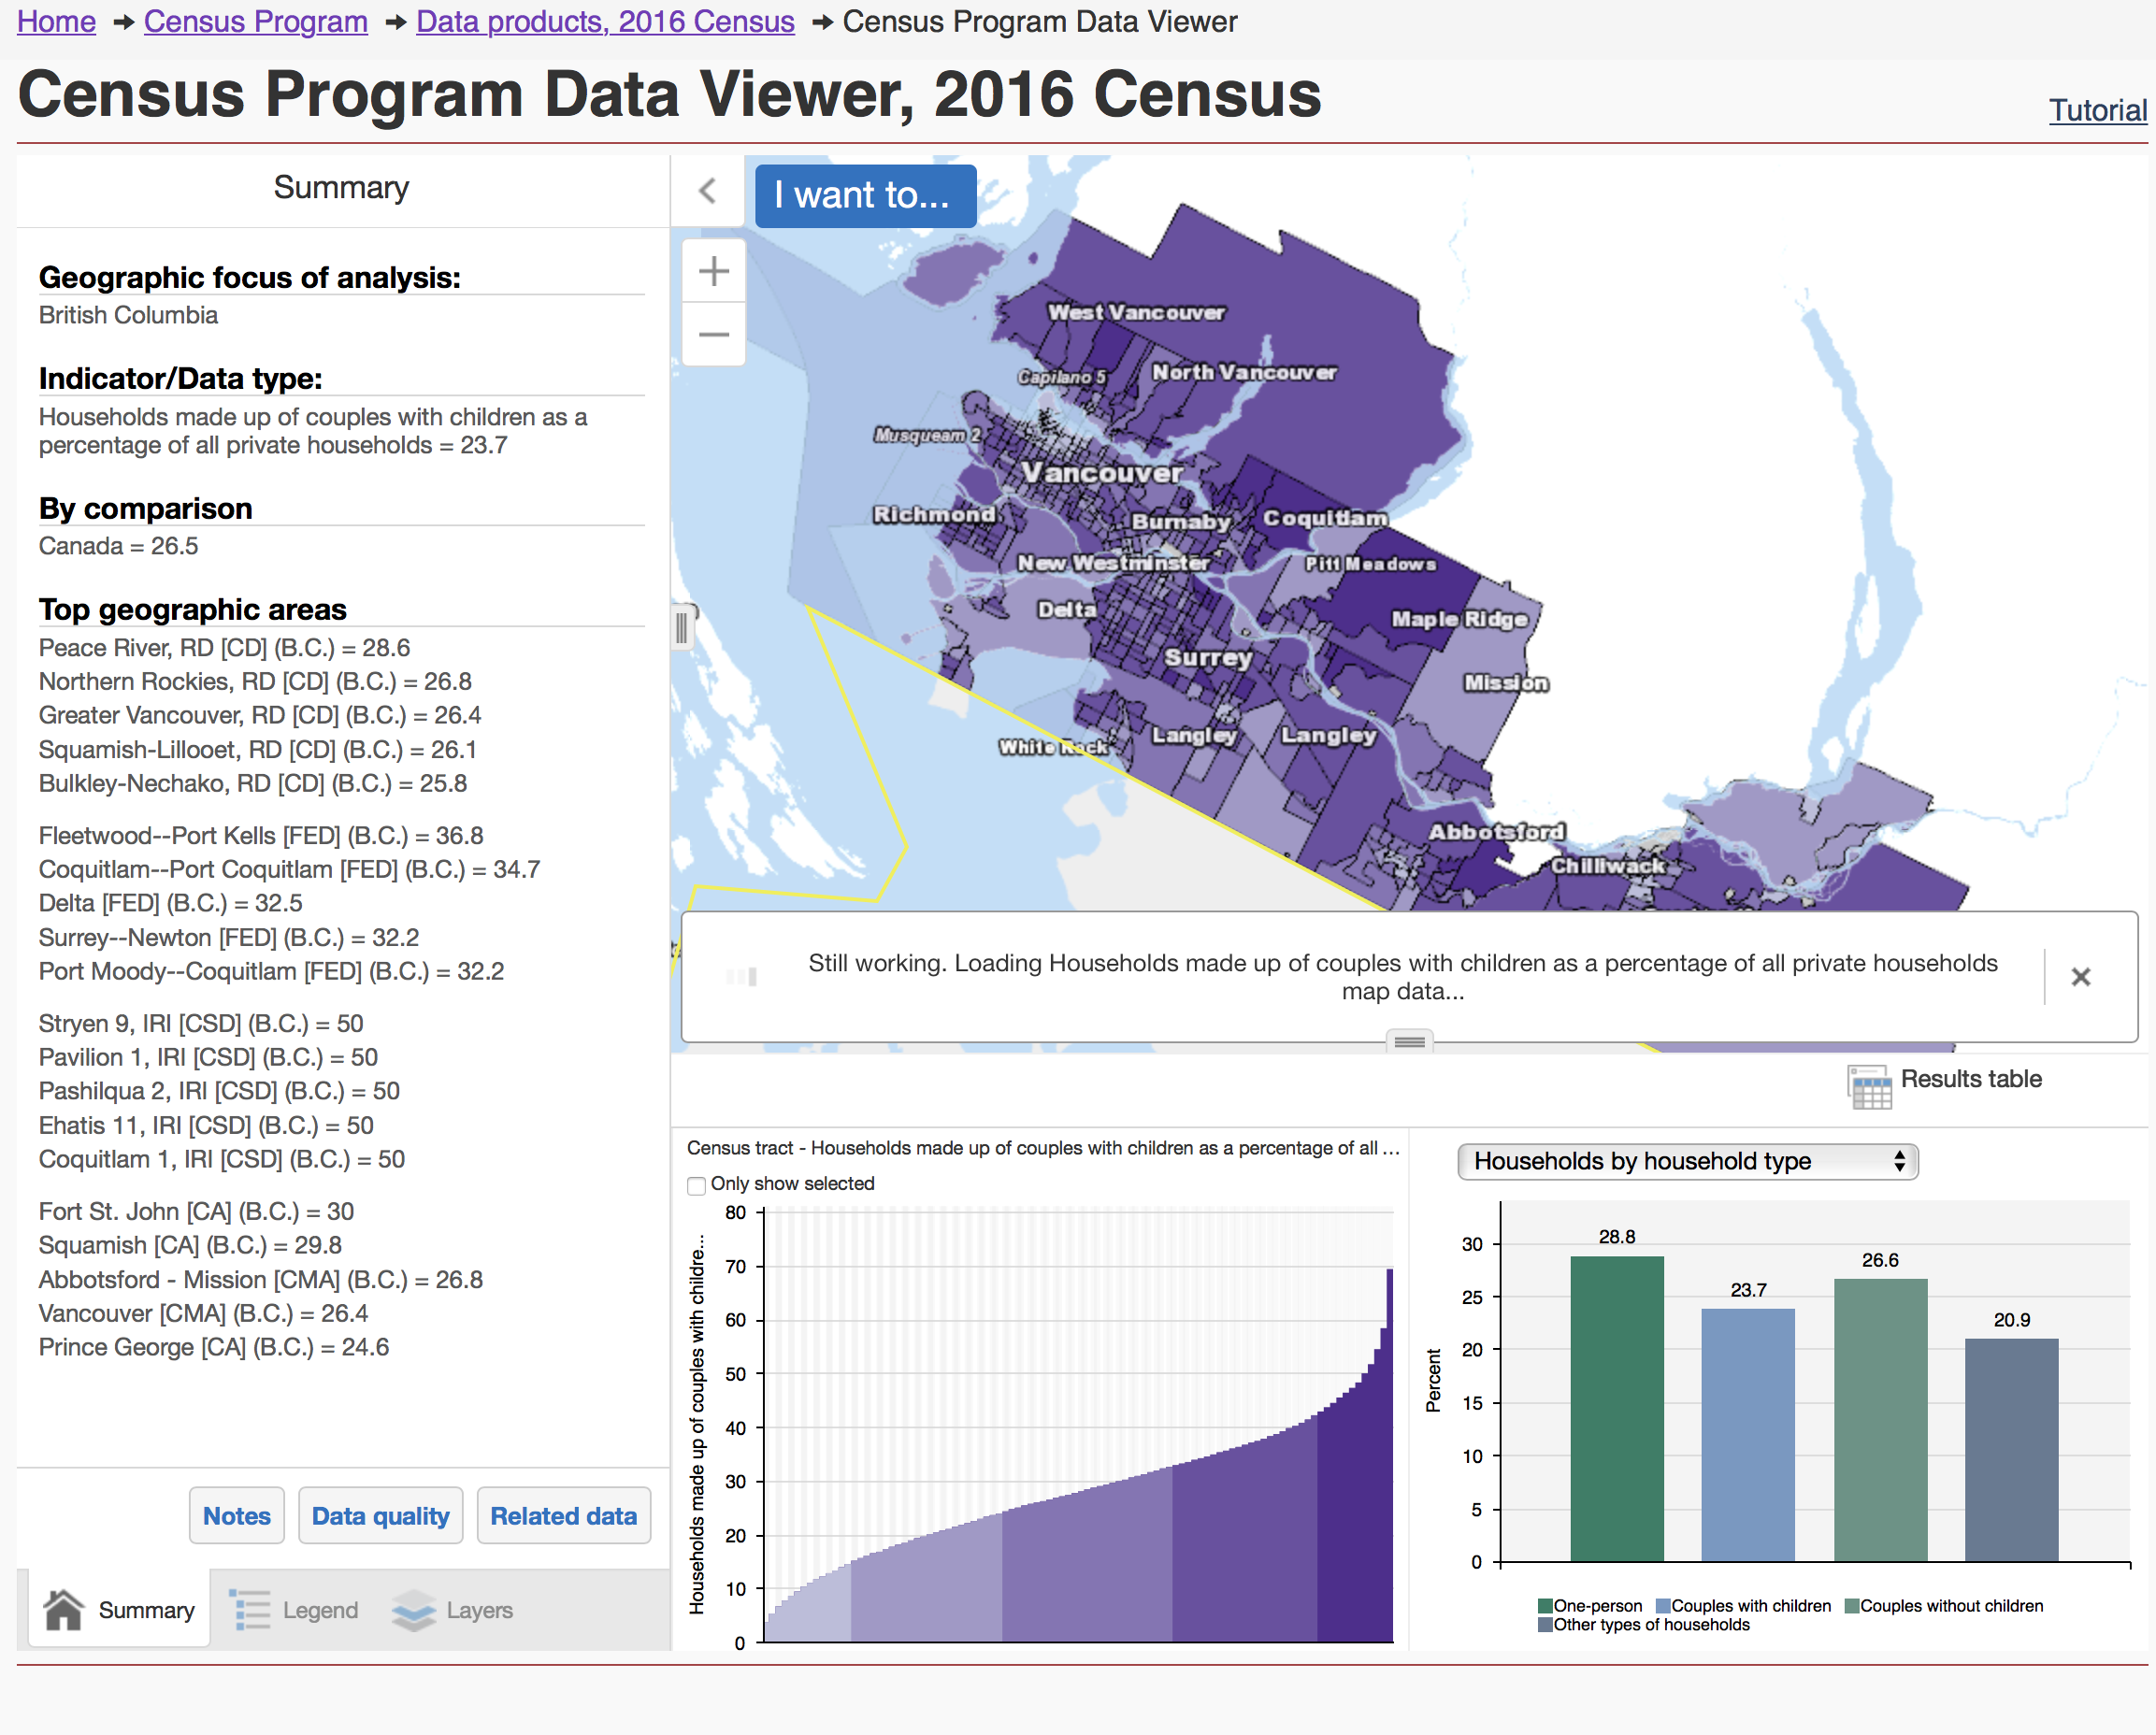 Home → Census Program → Data products, 2016 Census → Census Program Data Viewer
Census Program Data Viewer, 2016 Census
Tutorial
Summary
Geographic focus of analysis:
British Columbia
Indicator/Data type:
Households made up of couples with children as a
percentage of all private households = 23.7
By comparison
Canada = 26.5
Top geographic areas
Peace River, RD [CD] (B.C.) = 28.6
Northern Rockies, RD [CD] (B.C.) = 26.8
Greater Vancouver, RD [CD] (B.C.) = 26.4
Squamish-Lillooet, RD [CD] (B.C.) = 26.1
Bulkley-Nechako, RD [CD] (B.C.) = 25.8
Fleetwood--Port Kells [FED] (B.C.) = 36.8
Coquitlam--Port Coquitlam [FED] (B.C.) = 34.7
Delta [FED] (B.C.) = 32.5
Surrey--Newton [FED] (B.C.) = 32.2
Port Moody--Coquitlam [FED] (B.C.) = 32.2
Stryen 9, IRI [CSD] (B.C.) = 50
Pavilion 1, IRI [CSD] (B.C.) = 50
Pashilqua 2, IRI [CSD] (B.C.) = 50
Ehatis 11, IRI [CSD] (B.C.) = 50
Coquitlam 1, IRI [CSD] (B.C.) = 50
Fort St. John [CA] (B.C.) = 30
Squamish [CA] (B.C.) = 29.8
Abbotsford - Mission [CMA] (B.C.) = 26.8
Vancouver [CMA] (B.C.) = 26.4
Prince George [CA] (B.C.) = 24.6
Notes
Data quality
Related data
Summary
Legend
Layers
I want to...
West Vancouver
North Vancouver
Capilano 5
Musqueam 2
Vancouver
Richmond
Burnaby
Coquitlam
New Westminster
Pitt Meadows
Delta
Maple Ridge
Surrey
Mission
White Rock
Langley
Langley
Abbotsford
Chilliwack
Still working. Loading Households made up of couples with children as a percentage of all private households
map data...
Results table
Census tract - Households made up of couples with children as a percentage of all ...
Only show selected
Households made up of couples with childre...
80
70
60
50
40
30
20
10
0
Households by household type
Percent
30
25
20
15
10
5
0
28.8
23.7
26.6
20.9
One-person
Couples with children
Couples without children
Other types of households